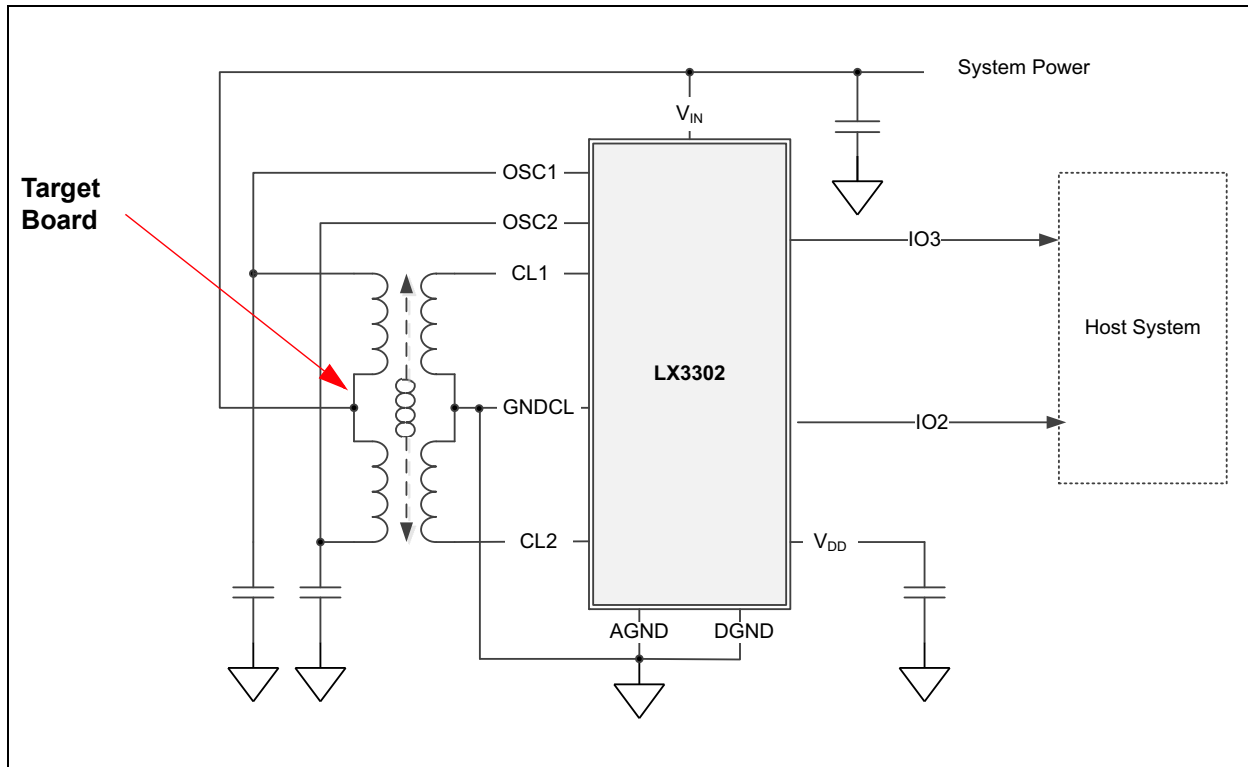 System Power
V_IN
OSC1
Target
Board
OSC2
IO3
CL1
Host System
LX3302
GNDCL
IO2
CL2
V_DD
AGND
DGND